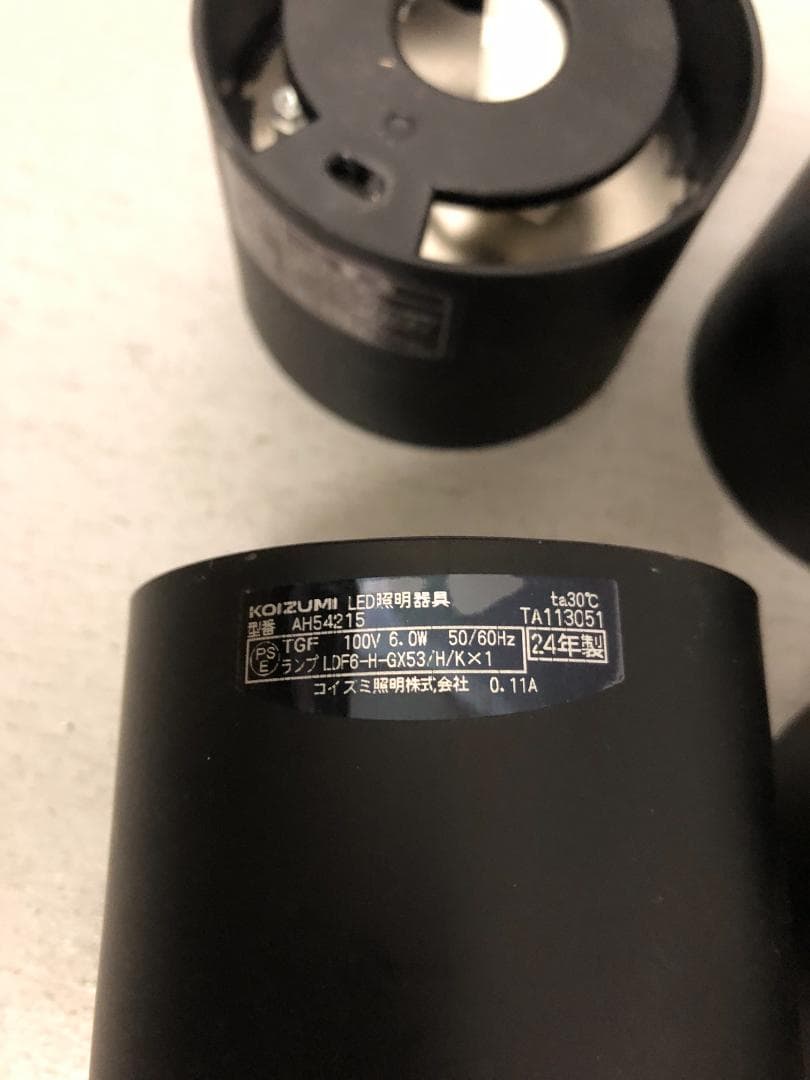 KOIZUMI LED照明器具 ta30℃
型番 AH54215 TA113051
PS E TGF 100V 6.0W 50/60Hz 24年製
ランプ LDF6-H-GX53/H/K×1
コイズミ照明株式会社 0.11A